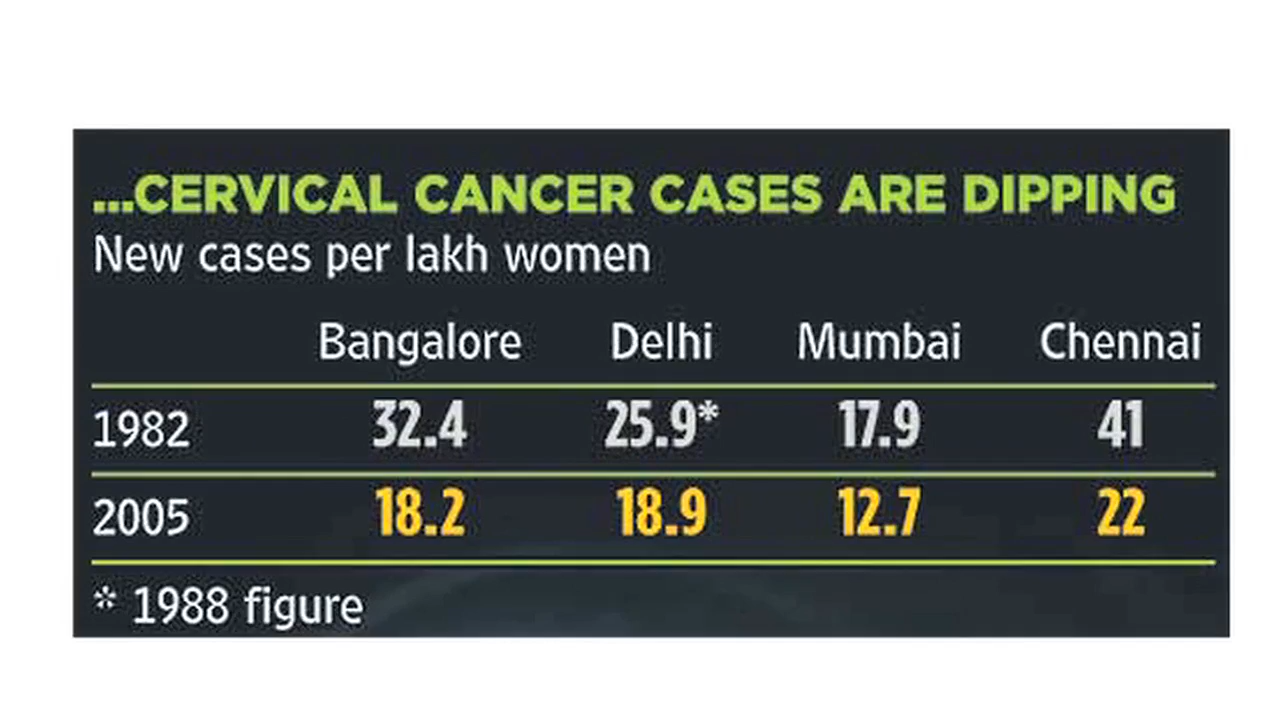 ...CERVICAL CANCER CASES ARE DIPPING
New cases per lakh women
Bangalore Delhi Mumbai Chennai
1982 32.4 25.9* 17.9 41
2005 18.2 18.9 12.7 22
* 1988 figure